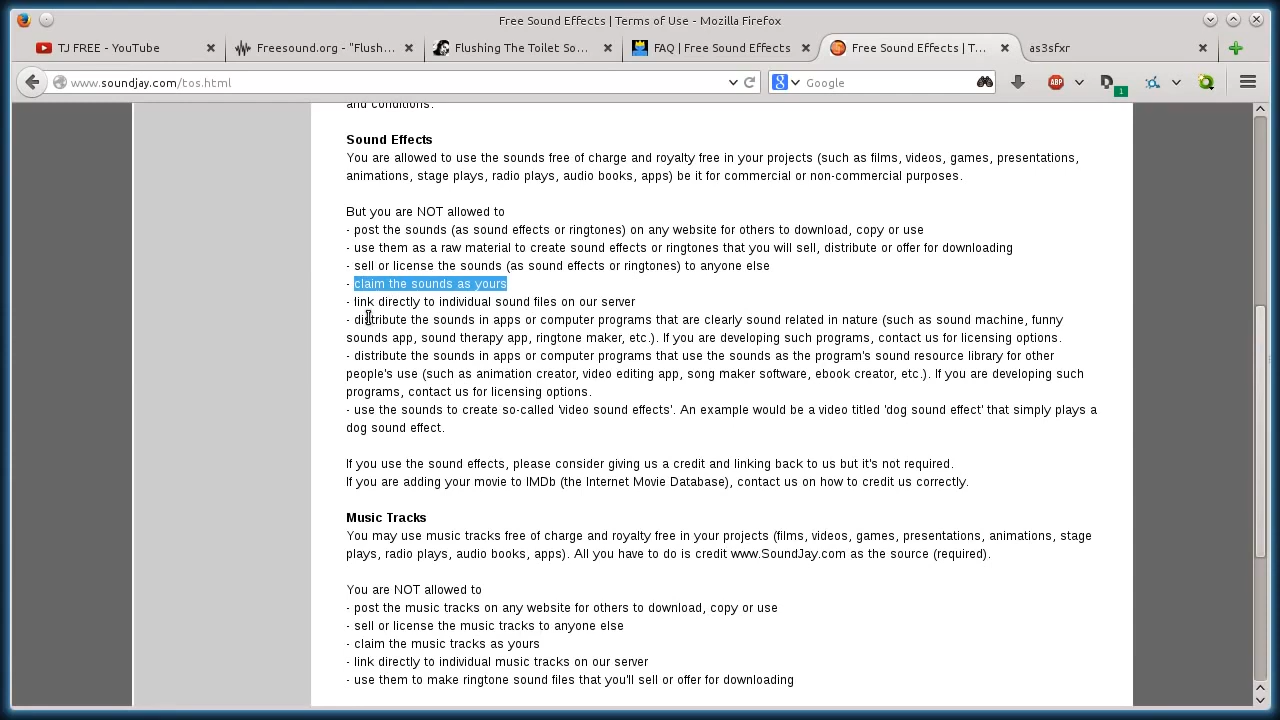 Free Sound Effects | Terms of Use - Mozilla Firefox
TJ FREE - YouTube
Freesound.org - "Flush...
Flushing The Toilet So...
FAQ | Free Sound Effects
Free Sound Effects | T...
as3sfxr
www.soundjay.com/tos.html
Google
ABP
1
and conditions.
Sound Effects
You are allowed to use the sounds free of charge and royalty free in your projects (such as films, videos, games, presentations,
animations, stage plays, radio plays, audio books, apps) be it for commercial or non-commercial purposes.
But you are NOT allowed to
- post the sounds (as sound effects or ringtones) on any website for others to download, copy or use
- use them as a raw material to create sound effects or ringtones that you will sell, distribute or offer for downloading
- sell or license the sounds (as sound effects or ringtones) to anyone else
- claim the sounds as yours
- link directly to individual sound files on our server
- distribute the sounds in apps or computer programs that are clearly sound related in nature (such as sound machine, funny
sounds app, sound therapy app, ringtone maker, etc.). If you are developing such programs, contact us for licensing options.
- distribute the sounds in apps or computer programs that use the sounds as the program's sound resource library for other
people's use (such as animation creator, video editing app, song maker software, ebook creator, etc.). If you are developing such
programs, contact us for licensing options.
- use the sounds to create so-called 'video sound effects'. An example would be a video titled 'dog sound effect' that simply plays a
dog sound effect.
If you use the sound effects, please consider giving us a credit and linking back to us but it's not required.
If you are adding your movie to IMDb (the Internet Movie Database), contact us on how to credit us correctly.
Music Tracks
You may use music tracks free of charge and royalty free in your projects (films, videos, games, presentations, animations, stage
plays, radio plays, audio books, apps). All you have to do is credit www.SoundJay.com as the source (required).
You are NOT allowed to
- post the music tracks on any website for others to download, copy or use
- sell or license the music tracks to anyone else
- claim the music tracks as yours
- link directly to individual music tracks on our server
- use them to make ringtone sound files that you'll sell or offer for downloading